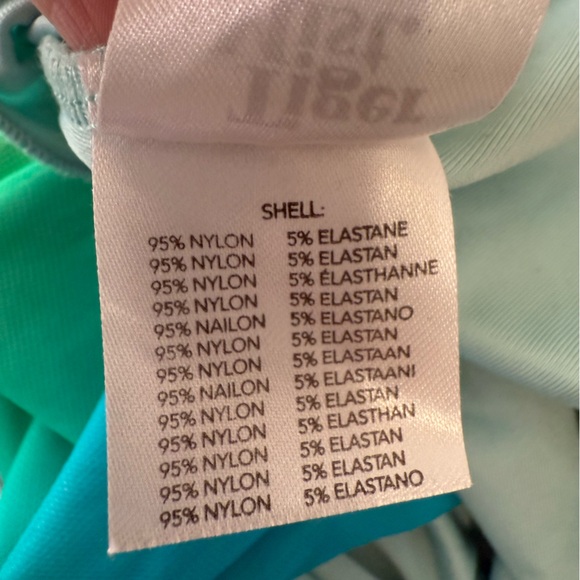 Tiger
Mist
SHELL:
95% NYLON 5% ELASTANE
95% NYLON 5% ELASTAN
95% NYLON 5% ÉLASTHANNE
95% NYLON 5% ELASTAN
95% NAILON 5% ELASTANO
95% NYLON 5% ELASTAN
95% NYLON 5% ELASTAAN
95% NAILON 5% ELASTAANI
95% NYLON 5% ELASTAN
95% NYLON 5% ELASTHAN
95% NYLON 5% ELASTAN
95% NYLON 5% ELASTAN
95% NYLON 5% ELASTANO